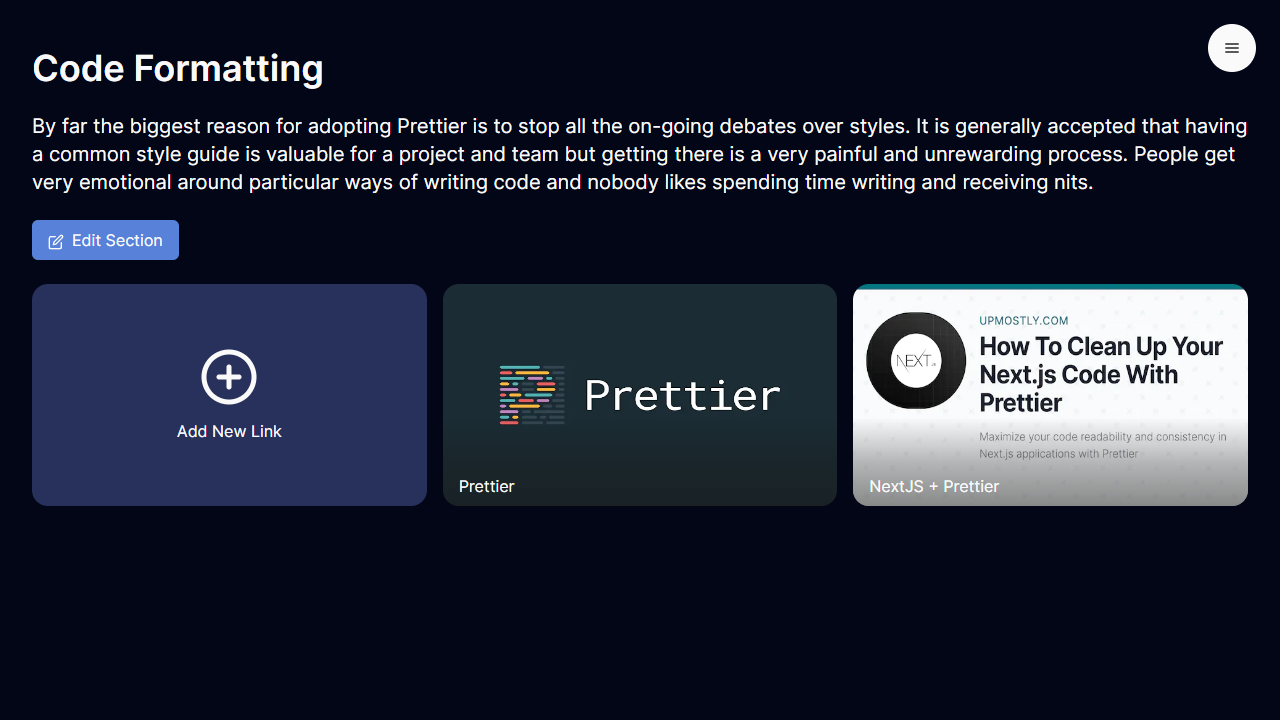 Code Formatting
By far the biggest reason for adopting Prettier is to stop all the on-going debates over styles. It is generally accepted that having
a common style guide is valuable for a project and team but getting there is a very painful and unrewarding process. People get
very emotional around particular ways of writing code and nobody likes spending time writing and receiving nits.
Edit Section
Add New Link
Prettier
Prettier
UPMOSTLY.COM
NEXT.js
How To Clean Up Your
Next.js Code With
Prettier
Maximize your code readability and consistency in
Next.js applications with Prettier
NextJS + Prettier